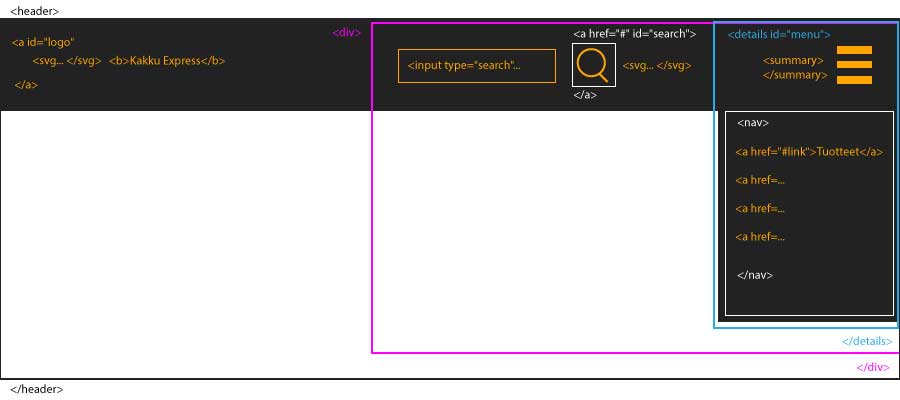 <header>
<a id="logo"
<svg... </svg> <b>Kakku Express</b>
</a>
<div>
<input type="search"...
<a href="#" id="search">
<svg... </svg>
</a>
<details id="menu">
<summary>
</summary>
<nav>
<a href="#link">Tuotteet</a>
<a href=...
<a href=...
<a href=...
</nav>
</details>
</div>
</header>